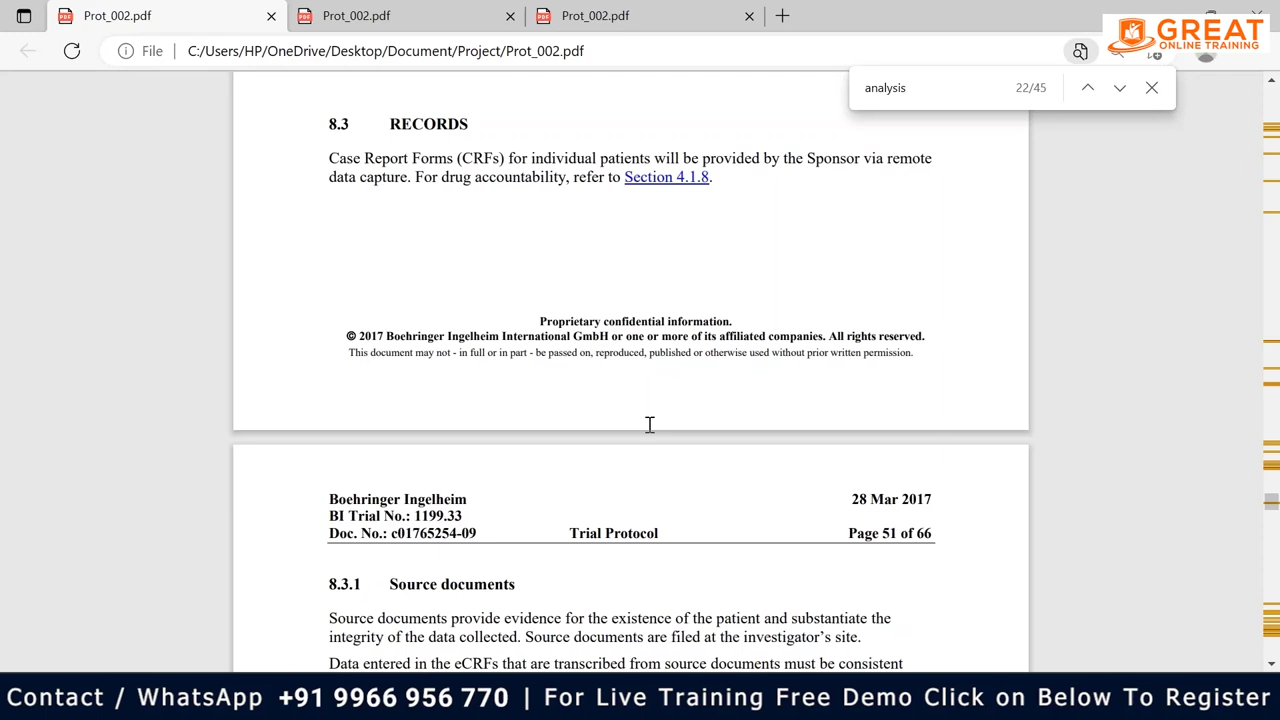 Prot_002.pdf
Prot_002.pdf
Prot_002.pdf
File
C:/Users/HP/OneDrive/Desktop/Document/Project/Prot_002.pdf
GREAT
ONLINE TRAINING
analysis
22/45
8.3 RECORDS
Case Report Forms (CRFs) for individual patients will be provided by the Sponsor via remote
data capture. For drug accountability, refer to Section 4.1.8.
Proprietary confidential information.
© 2017 Boehringer Ingelheim International GmbH or one or more of its affiliated companies. All rights reserved.
This document may not - in full or in part - be passed on, reproduced, published or otherwise used without prior written permission.
Boehringer Ingelheim 28 Mar 2017
BI Trial No.: 1199.33
Doc. No.: c01765254-09 Trial Protocol Page 51 of 66
8.3.1 Source documents
Source documents provide evidence for the existence of the patient and substantiate the
integrity of the data collected. Source documents are filed at the investigator's site.
Data entered in the eCRFs that are transcribed from source documents must be consistent
Contact / WhatsApp +91 9966 956 770 | For Live Training Free Demo Click on Below To Register